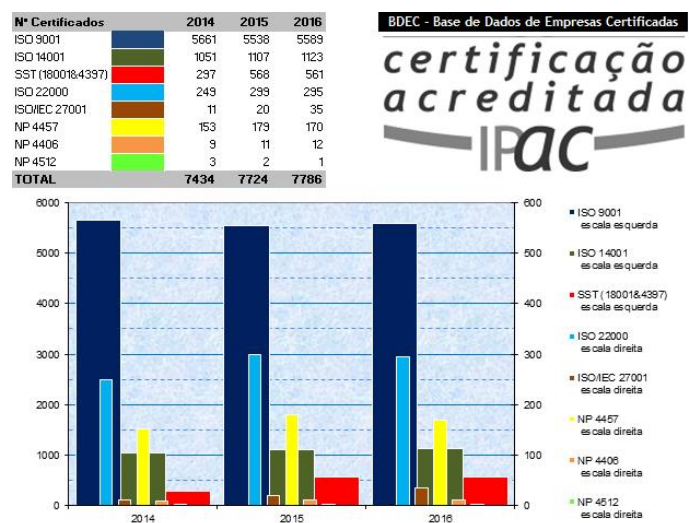 Nº Certificados 2014 2015 2016
ISO 9001 5661 5538 5589
ISO 14001 1051 1107 1123
SST (18001&4397) 297 568 561
ISO 22000 249 299 295
ISO/IEC 27001 11 20 35
NP 4457 153 179 170
NP 4406 9 11 12
NP 4512 3 2 1
TOTAL 7434 7724 7786
BDEC - Base de Dados de Empresas Certificadas
certificação
acreditada
IPAC
6000
5000
4000
3000
2000
1000
0
600
500
400
300
200
100
0
2014 2015 2016
ISO 9001
escala esquerda
ISO 14001
escala esquerda
SST (18001&4397)
escala esquerda
ISO 22000
escala direita
ISO/IEC 27001
escala direita
NP 4457
escala direita
NP 4406
escala direita
NP 4512
escala direita